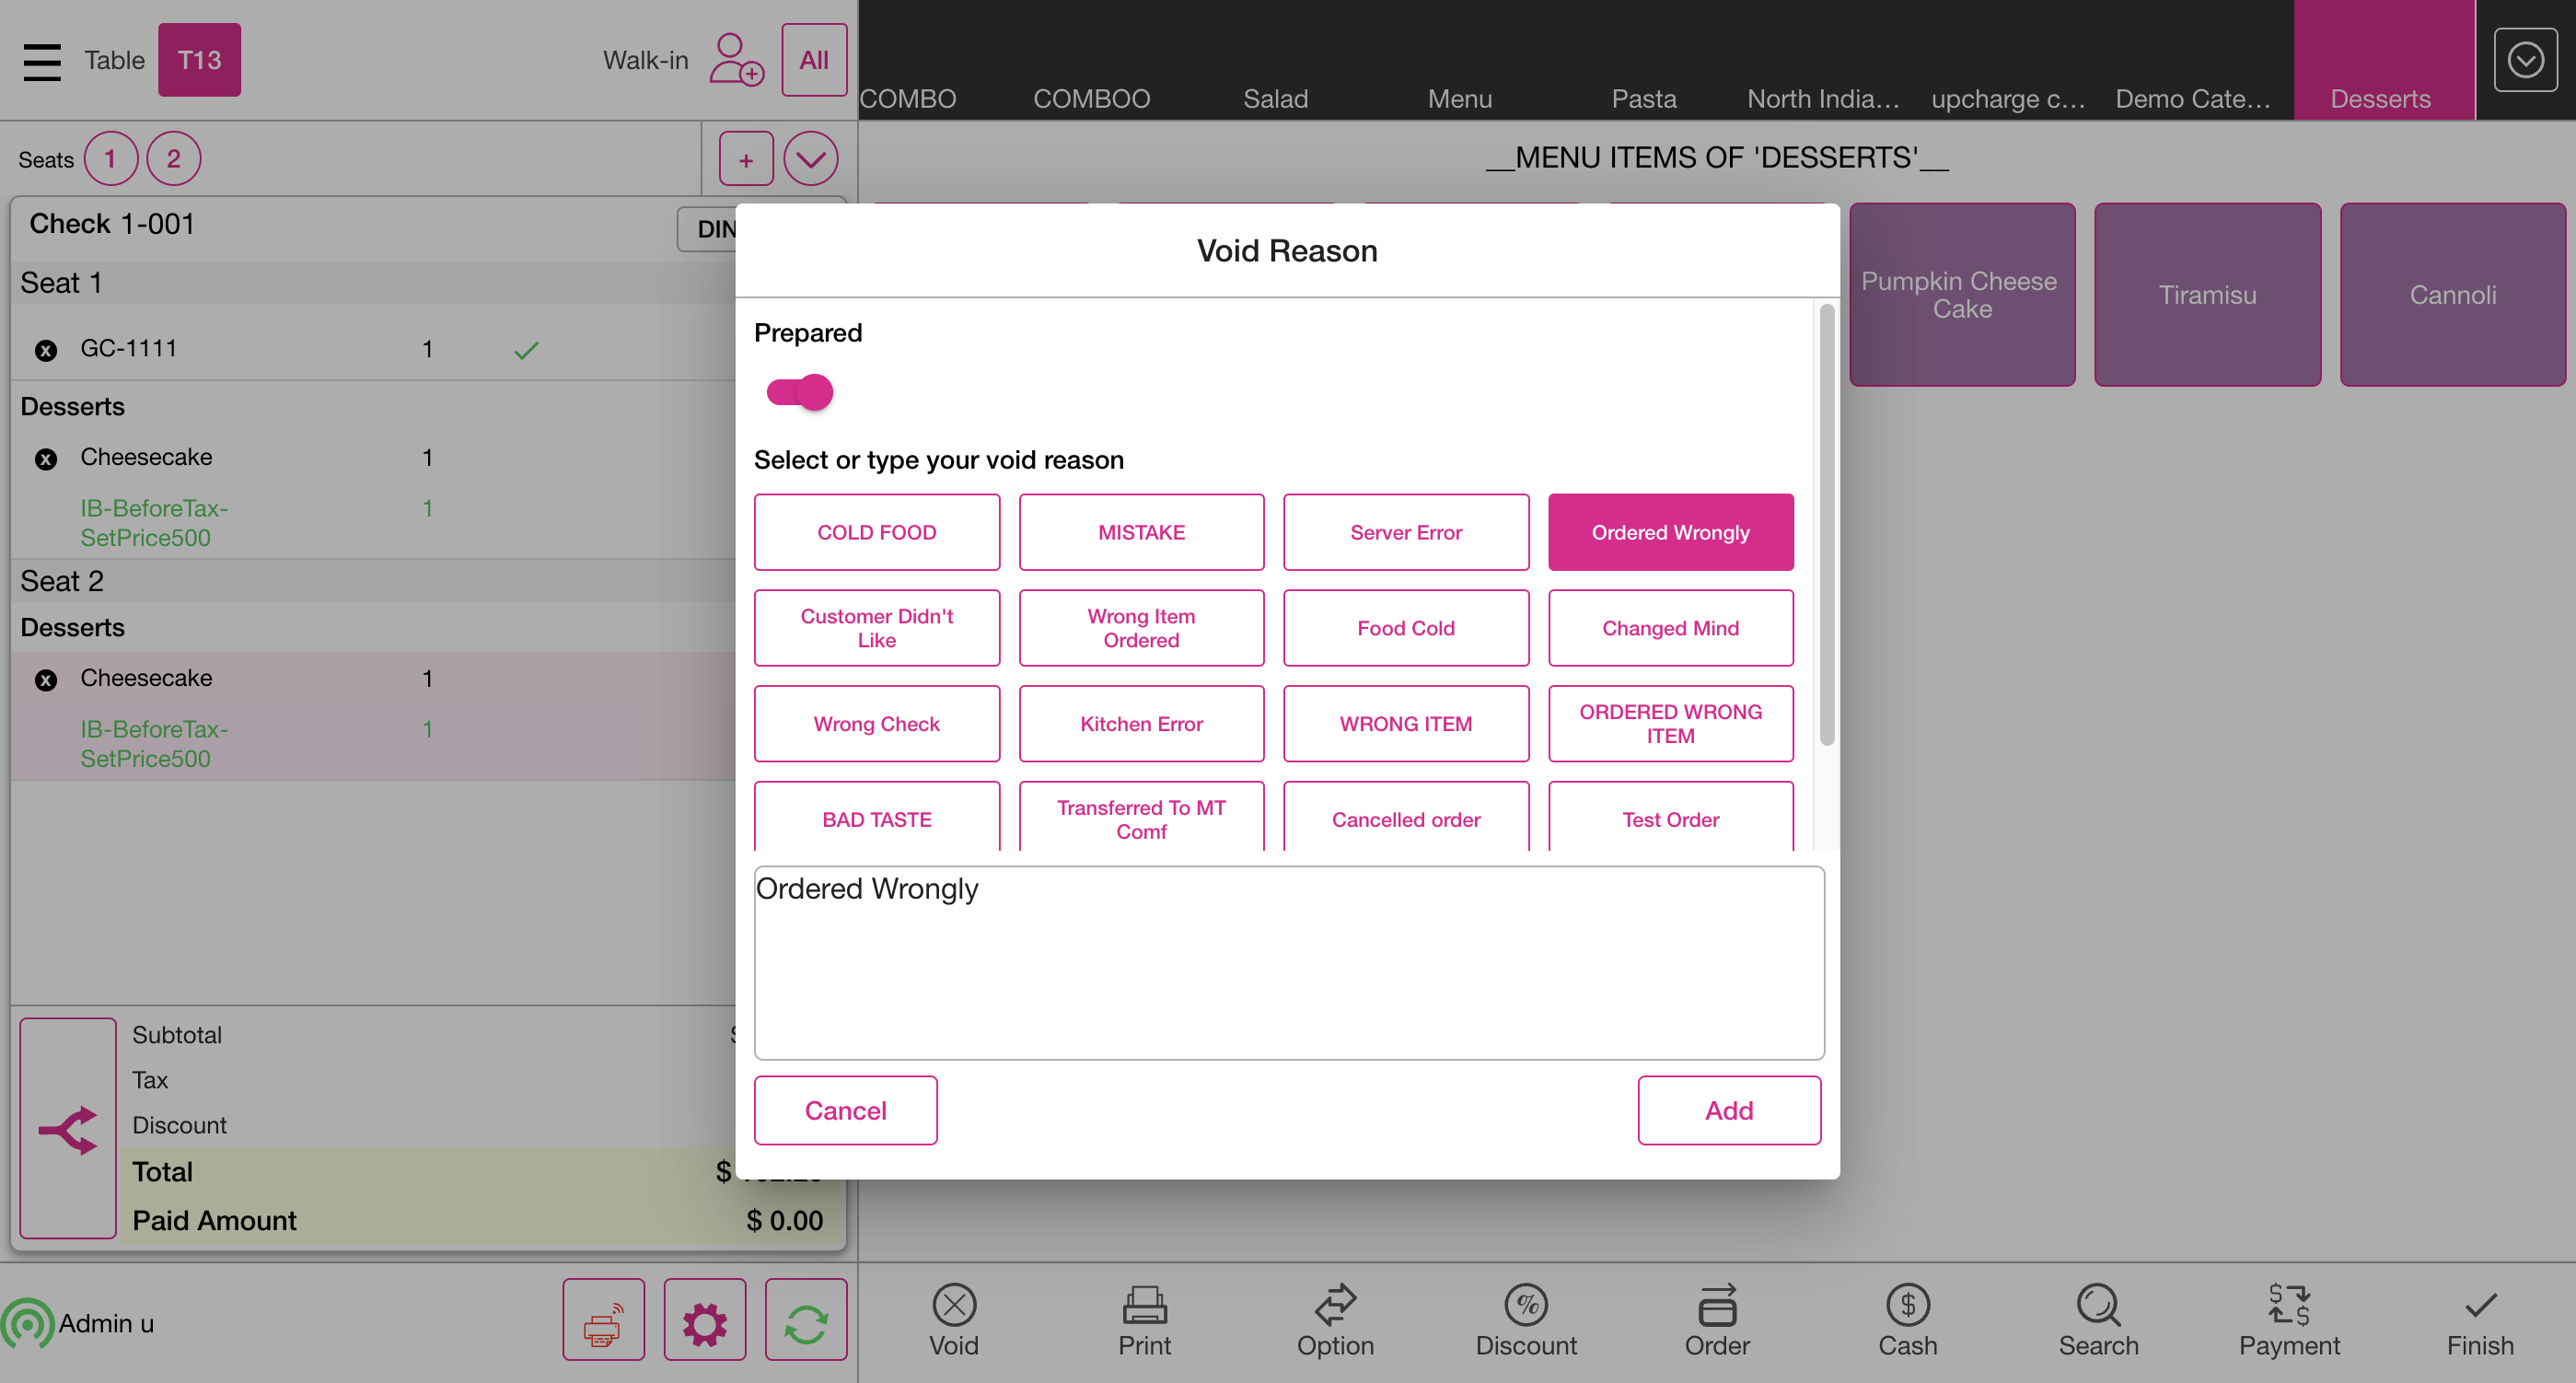 Table T13 Walk-in All
COMBO COMBOO Salad Menu Pasta North India... upcharge c... Demo Cate... Desserts
Seats 1 2 +
__MENU ITEMS OF 'DESSERTS'__
Check 1-001
Seat 1
GC-1111 1
Desserts
Cheesecake 1
IB-BeforeTax- 1
SetPrice500
Seat 2
Desserts
Cheesecake 1
IB-BeforeTax- 1
SetPrice500
Subtotal
Tax
Discount
Total $
Paid Amount $ 0.00
Admin u
Void Reason
Prepared
Select or type your void reason
COLD FOOD
MISTAKE
Server Error
Ordered Wrongly
Customer Didn't
Like
Wrong Item
Ordered
Food Cold
Changed Mind
Wrong Check
Kitchen Error
WRONG ITEM
ORDERED WRONG
ITEM
BAD TASTE
Transferred To MT
Comf
Cancelled order
Test Order
Ordered Wrongly
Cancel
Add
Pumpkin Cheese
Cake
Tiramisu
Cannoli
Void Print Option Discount Order Cash Search Payment Finish